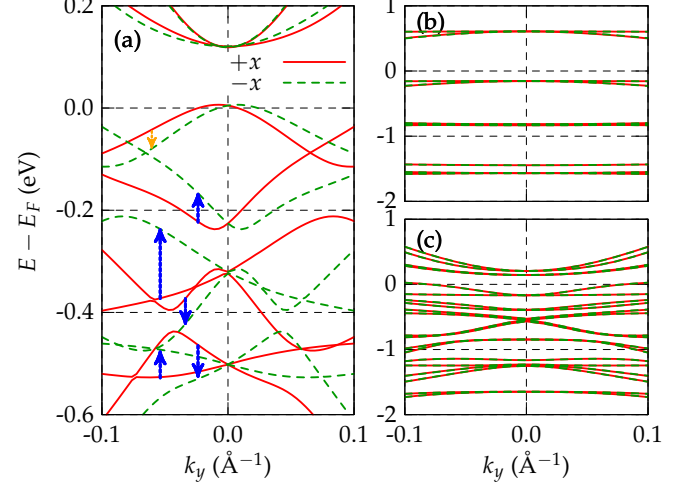 0.2
(a)
+x
−x
0.0
-0.2
-0.4
-0.6
E − E_F (eV)
-0.1 0.0 0.1
k_y (Å⁻¹)
1
(b)
0
-1
-2
(c)
1
0
-1
-2
-0.1 0.0 0.1
k_y (Å⁻¹)